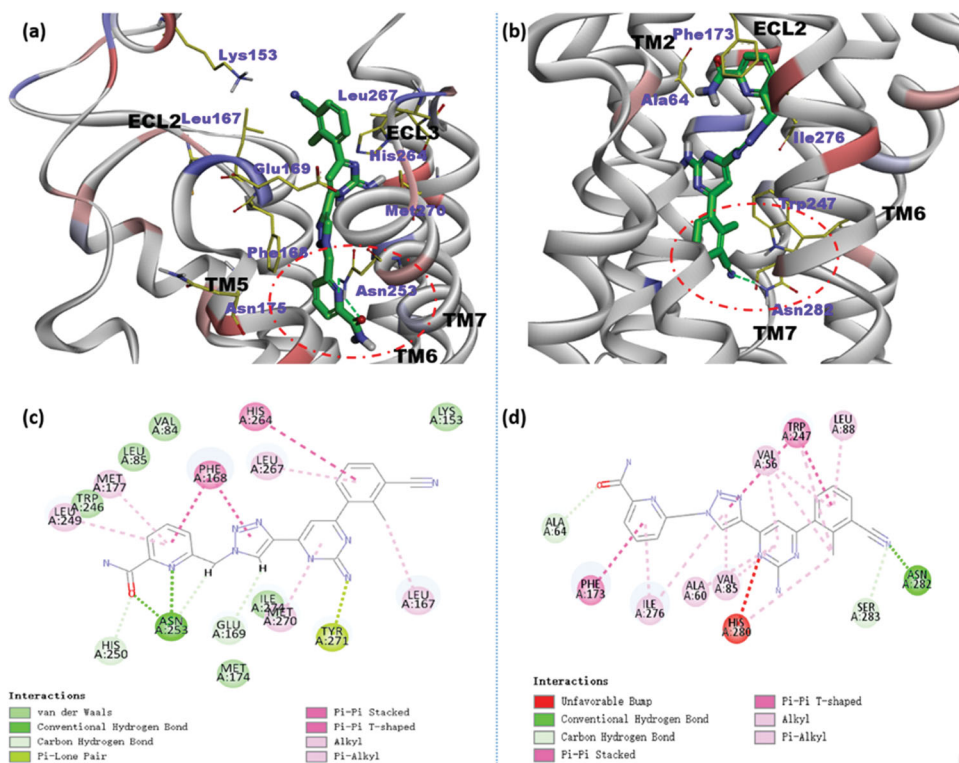 (a)
Lys153
Leu267
ECL2
Leu167
ECL3
Glu169
His264
Met270
Phe168
TM5
Asn253
Asn175
TM7
TM6
(b)
Phe173
ECL2
TM2
Ala64
Ile276
Trp247
TM6
Asn282
TM7
(c)
HIS
A:264
LYS
A:153
VAL
A:84
LEU
A:85
PHE
A:168
LEU
A:267
MET
A:177
TRP
A:246
LEU
A:249
N
N
N
N
N
N
N
N
N
O
H
H
ASN
A:253
HIS
A:250
GLU
A:169
ILE
A:274
MET
A:270
TYR
A:271
LEU
A:167
MET
A:174
Interactions
van der Waals
Conventional Hydrogen Bond
Carbon Hydrogen Bond
Pi-Lone Pair
Pi-Pi Stacked
Pi-Pi T-shaped
Alkyl
Pi-Alkyl
(d)
TRP
A:247
LEU
A:88
VAL
A:56
N
O
N
N
N
N
N
N
N
N
ALA
A:64
PHE
A:173
ILE
A:276
ALA
A:60
VAL
A:85
HIS
A:280
SER
A:283
ASN
A:282
Interactions
Unfavorable Bump
Conventional Hydrogen Bond
Carbon Hydrogen Bond
Pi-Pi Stacked
Pi-Pi T-shaped
Alkyl
Pi-Alkyl